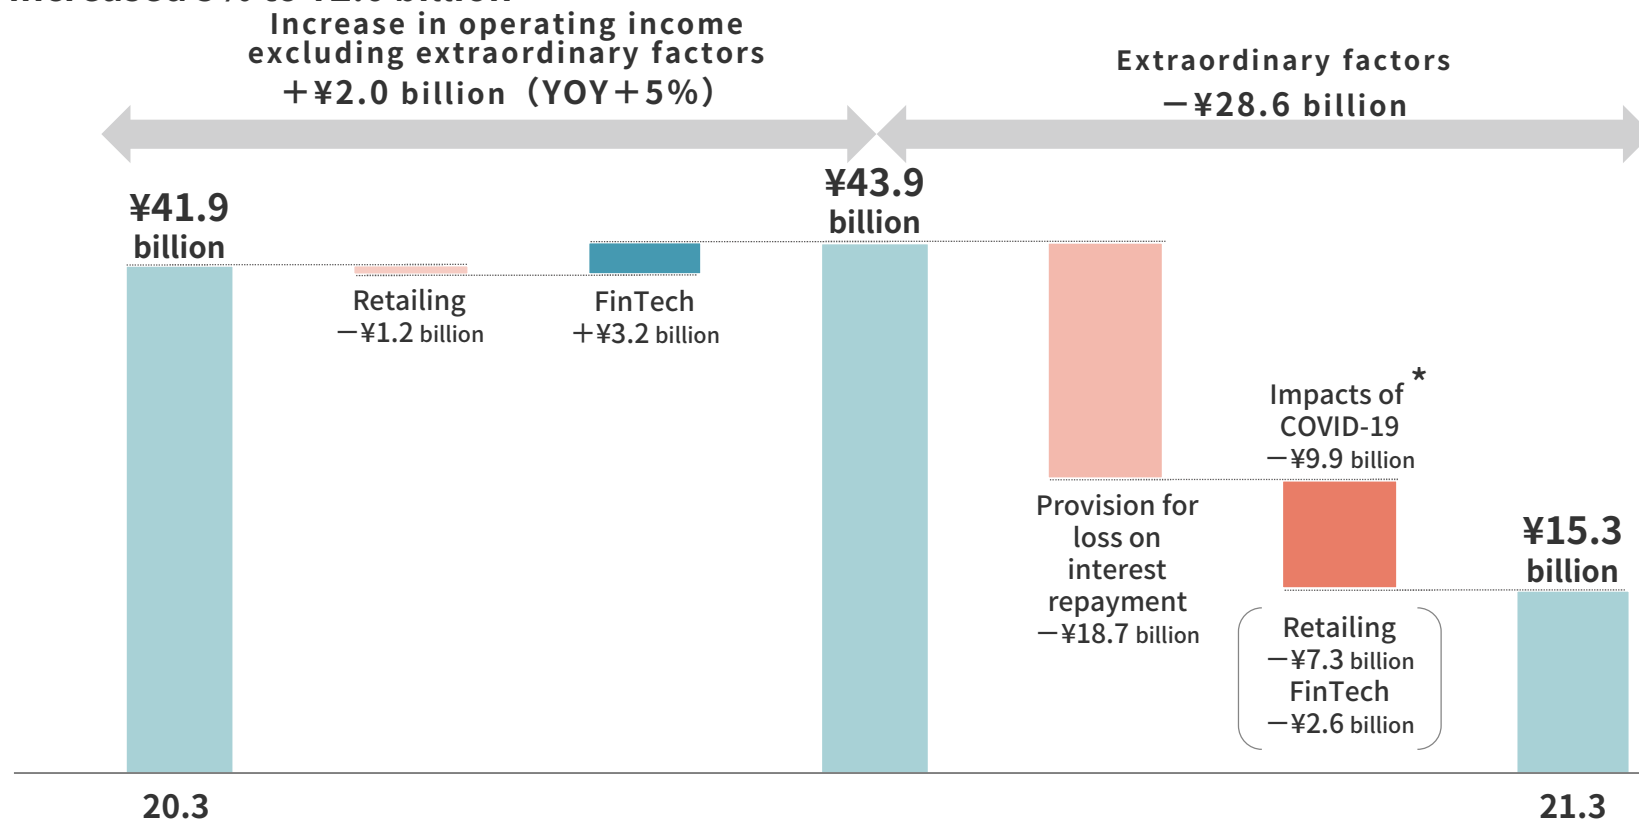 Increase in operating income
excluding extraordinary factors
＋¥2.0 billion（YOY＋5%）
Extraordinary factors
－¥28.6 billion
¥41.9
billion
Retailing
－¥1.2 billion
FinTech
＋¥3.2 billion
¥43.9
billion
Provision for
loss on
interest
repayment
－¥18.7 billion
Impacts of *
COVID-19
－¥9.9 billion
Retailing
－¥7.3 billion
FinTech
－¥2.6 billion
¥15.3
billion
20.3
21.3